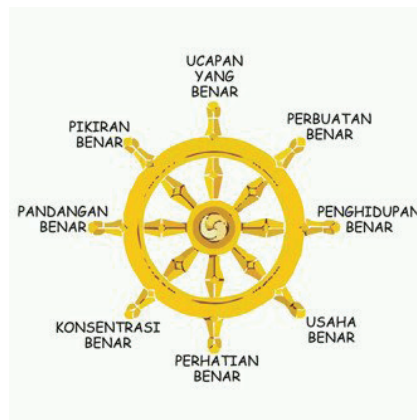 UCAPAN
YANG
BENAR
PIKIRAN
BENAR
PERBUATAN
BENAR
PANDANGAN
BENAR
PENGHIDUPAN
BENAR
KONSENTRASI
BENAR
USAHA
BENAR
PERHATIAN
BENAR